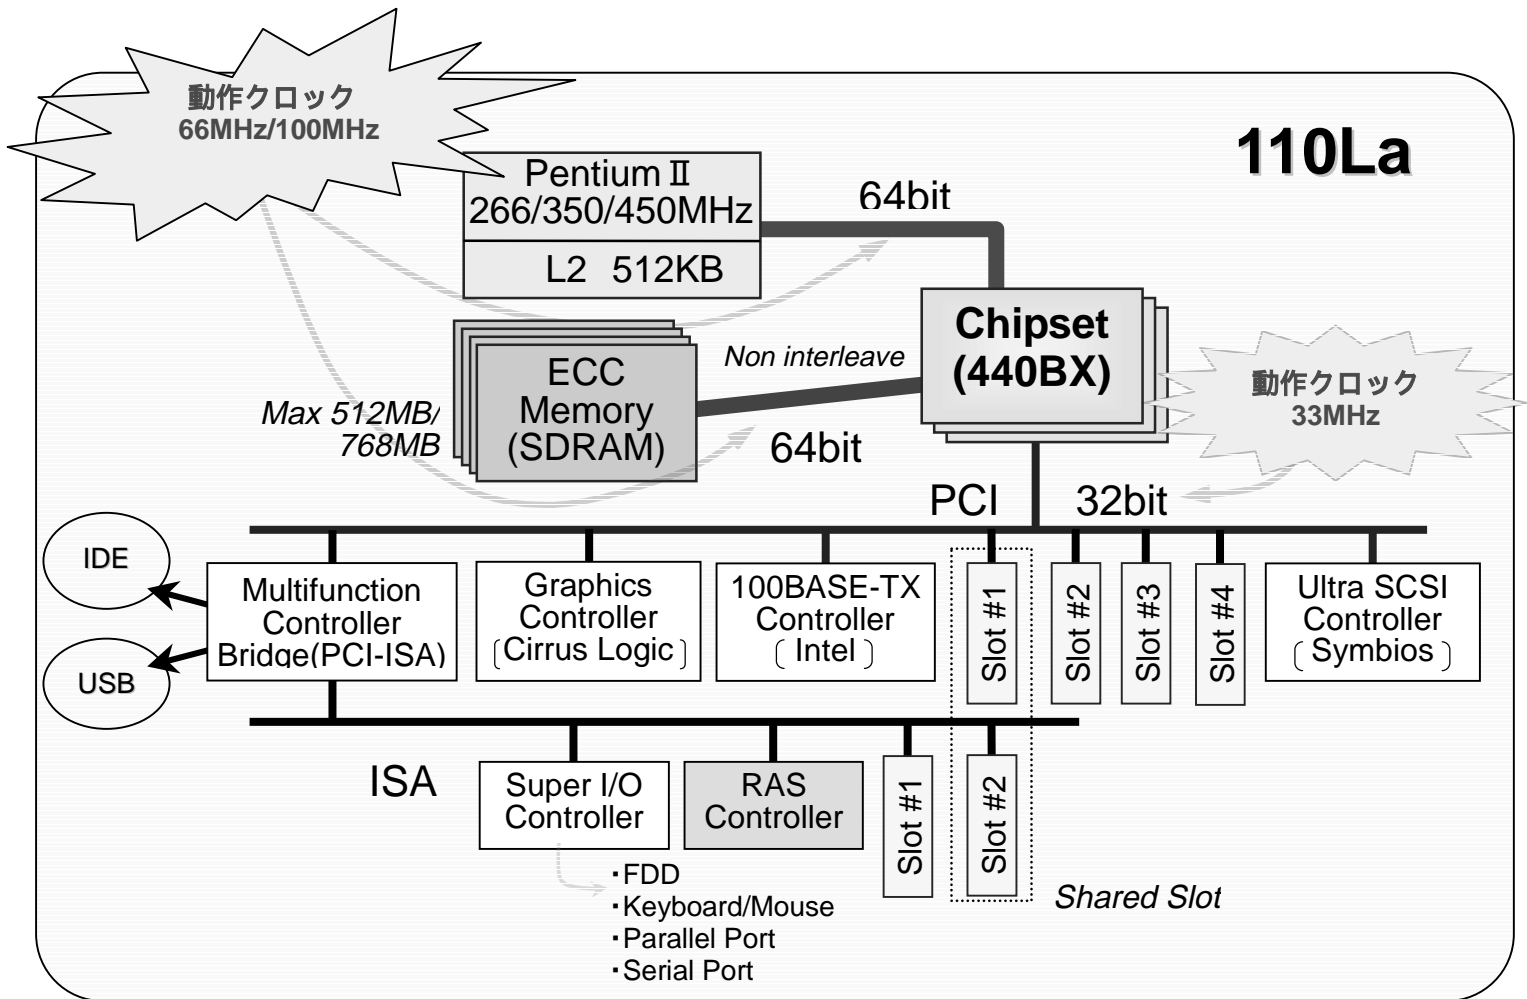 動作クロック
66MHz/100MHz
110La
Pentium Ⅱ
266/350/450MHz
L2 512KB
64bit
Chipset
(440BX)
Non interleave
ECC
Memory
(SDRAM)
Max 512MB/
768MB
64bit
動作クロック
33MHz
PCI
32bit
IDE
USB
Multifunction
Controller
Bridge(PCI-ISA)
Graphics
Controller
(Cirrus Logic)
100BASE-TX
Controller
(Intel)
Slot #1
Slot #2
Slot #3
Slot #4
Ultra SCSI
Controller
(Symbios)
ISA
Super I/O
Controller
RAS
Controller
Slot #1
Slot #2
Shared Slot
・FDD
・Keyboard/Mouse
・Parallel Port
・Serial Port